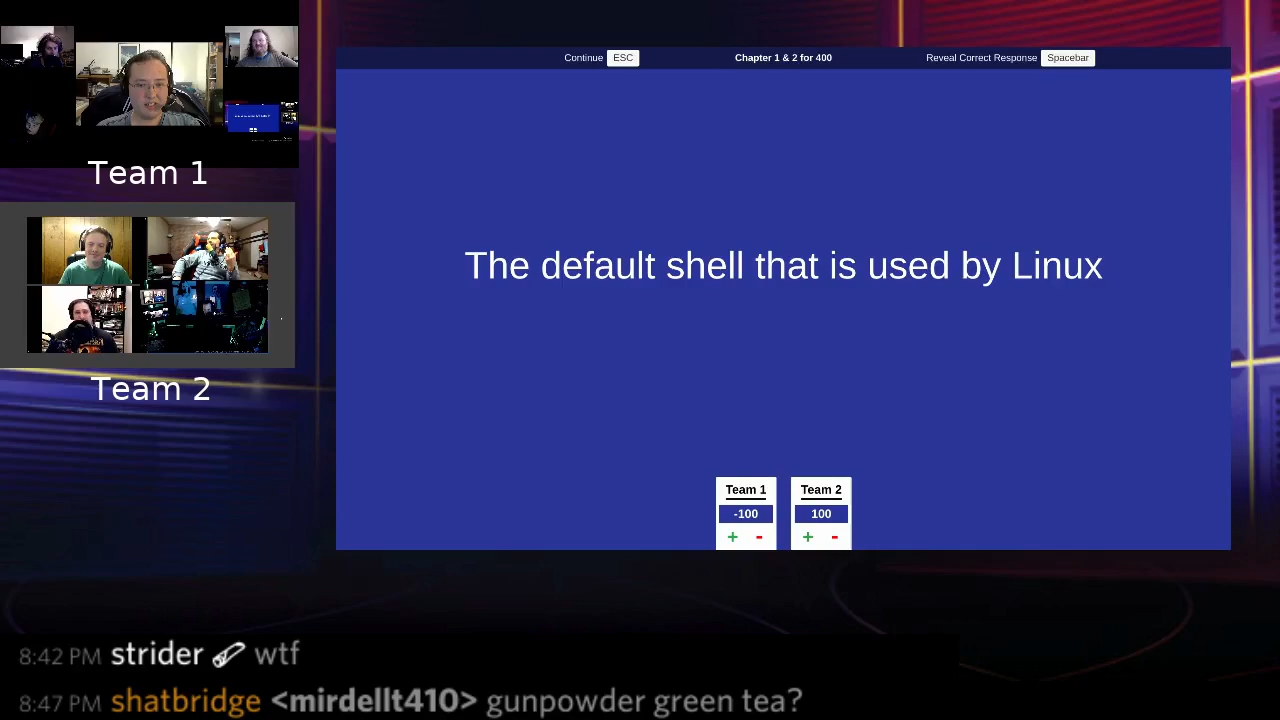 Continue ESC
Chapter 1 & 2 for 400
Reveal Correct Response Spacebar
Team 1
Team 2
The default shell that is used by Linux
Team 1
-100
+ -
Team 2
100
+ -
8:42 PM strider wtf
8:47 PM shatbridge <mirdellt410> gunpowder green tea?